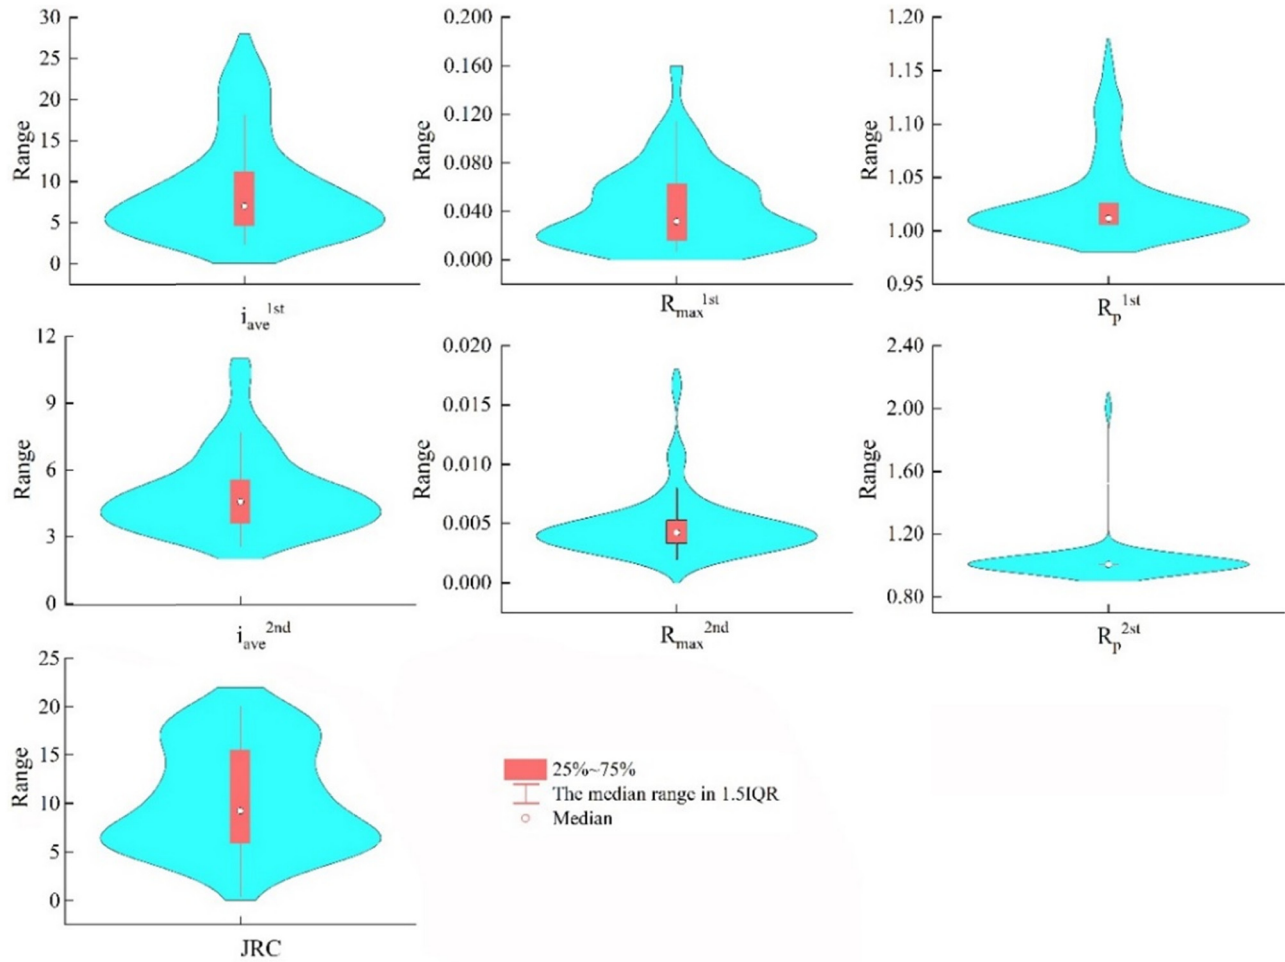 30
25
20
15
10
5
0
Range
i_ave^1st
0.200
0.160
0.120
0.080
0.040
0.000
Range
R_max^1st
1.20
1.15
1.10
1.05
1.00
0.95
Range
R_p^1st
12
9
6
3
0
Range
i_ave^2nd
0.020
0.015
0.010
0.005
0.000
Range
R_max^2nd
2.40
2.00
1.60
1.20
0.80
Range
R_p^2st
25
20
15
10
5
0
Range
JRC
25%~75%
The median range in 1.5IQR
Median